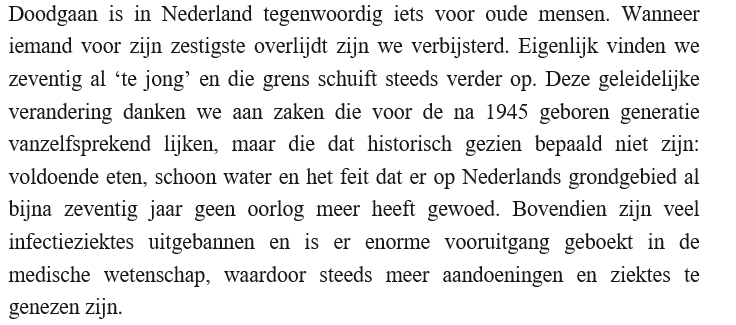 Doodgaan is in Nederland tegenwoordig iets voor oude mensen. Wanneer
iemand voor zijn zestigste overlijdt zijn we verbijsterd. Eigenlijk vinden we
zeventig al ‘te jong’ en die grens schuift steeds verder op. Deze geleidelijke
verandering danken we aan zaken die voor de na 1945 geboren generatie
vanzelfsprekend lijken, maar die dat historisch gezien bepaald niet zijn:
voldoende eten, schoon water en het feit dat er op Nederlands grondgebied al
bijna zeventig jaar geen oorlog meer heeft gewoed. Bovendien zijn veel
infectieziektes uitgebannen en is er enorme vooruitgang geboekt in de
medische wetenschap, waardoor steeds meer aandoeningen en ziektes te
genezen zijn.